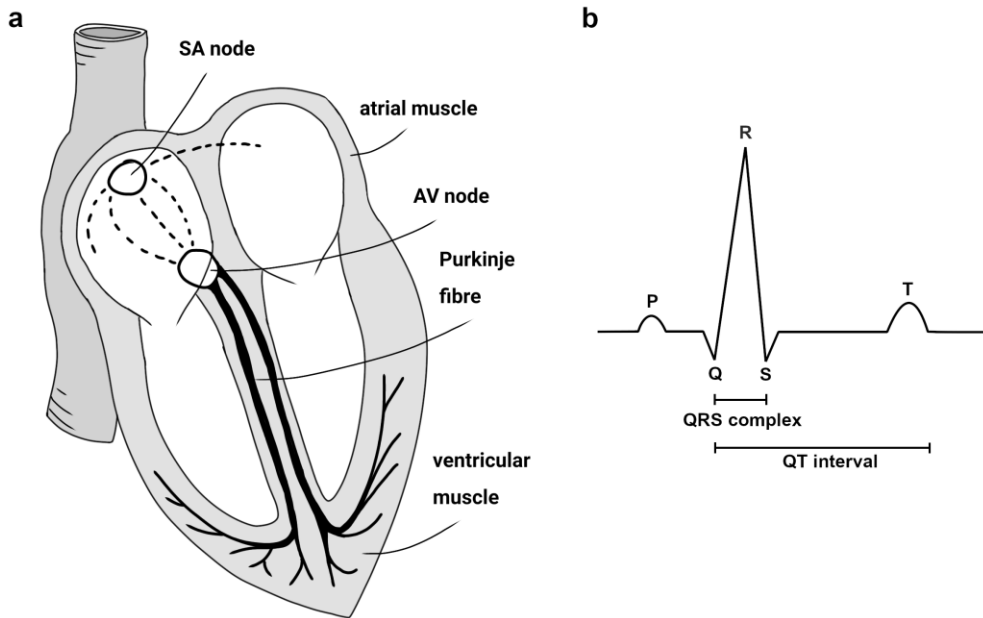 a
SA node
atrial muscle
AV node
Purkinje
fibre
ventricular
muscle
b
R
P
T
Q
S
QRS complex
QT interval